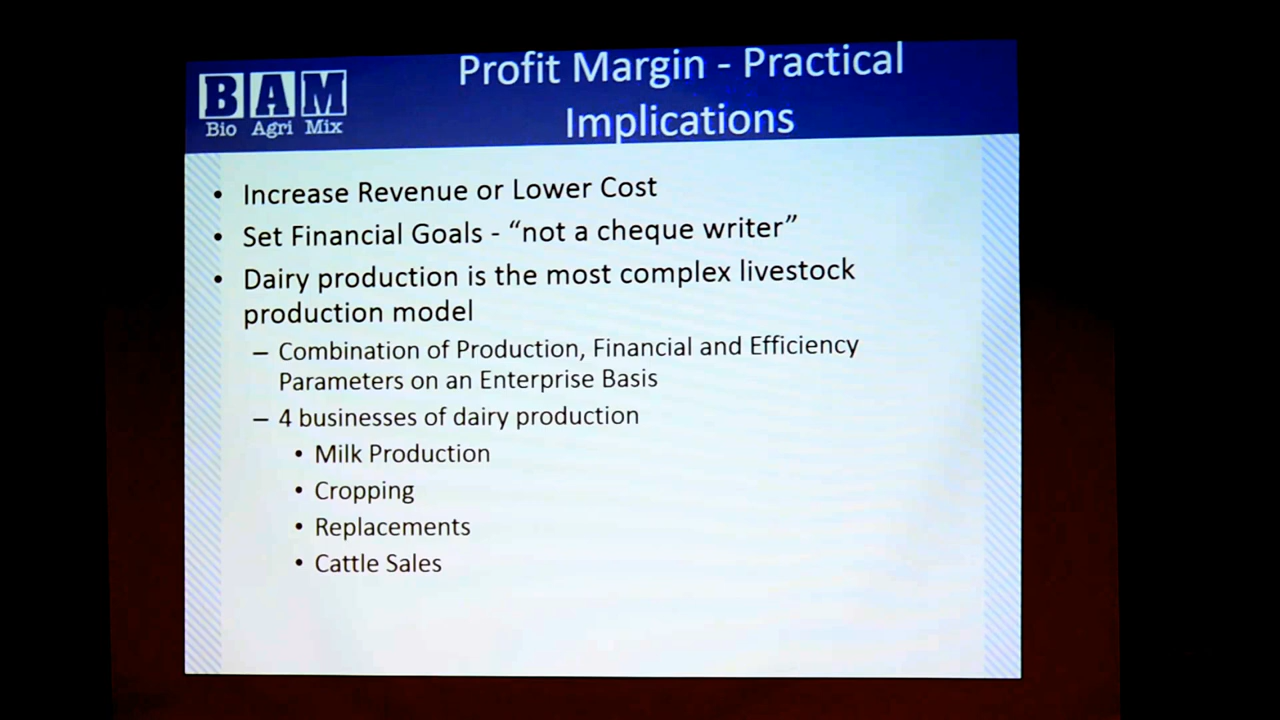 BAM
Bio Agri Mix
Profit Margin - Practical
Implications
• Increase Revenue or Lower Cost
• Set Financial Goals - “not a cheque writer”
• Dairy production is the most complex livestock
production model
– Combination of Production, Financial and Efficiency
Parameters on an Enterprise Basis
– 4 businesses of dairy production
• Milk Production
• Cropping
• Replacements
• Cattle Sales